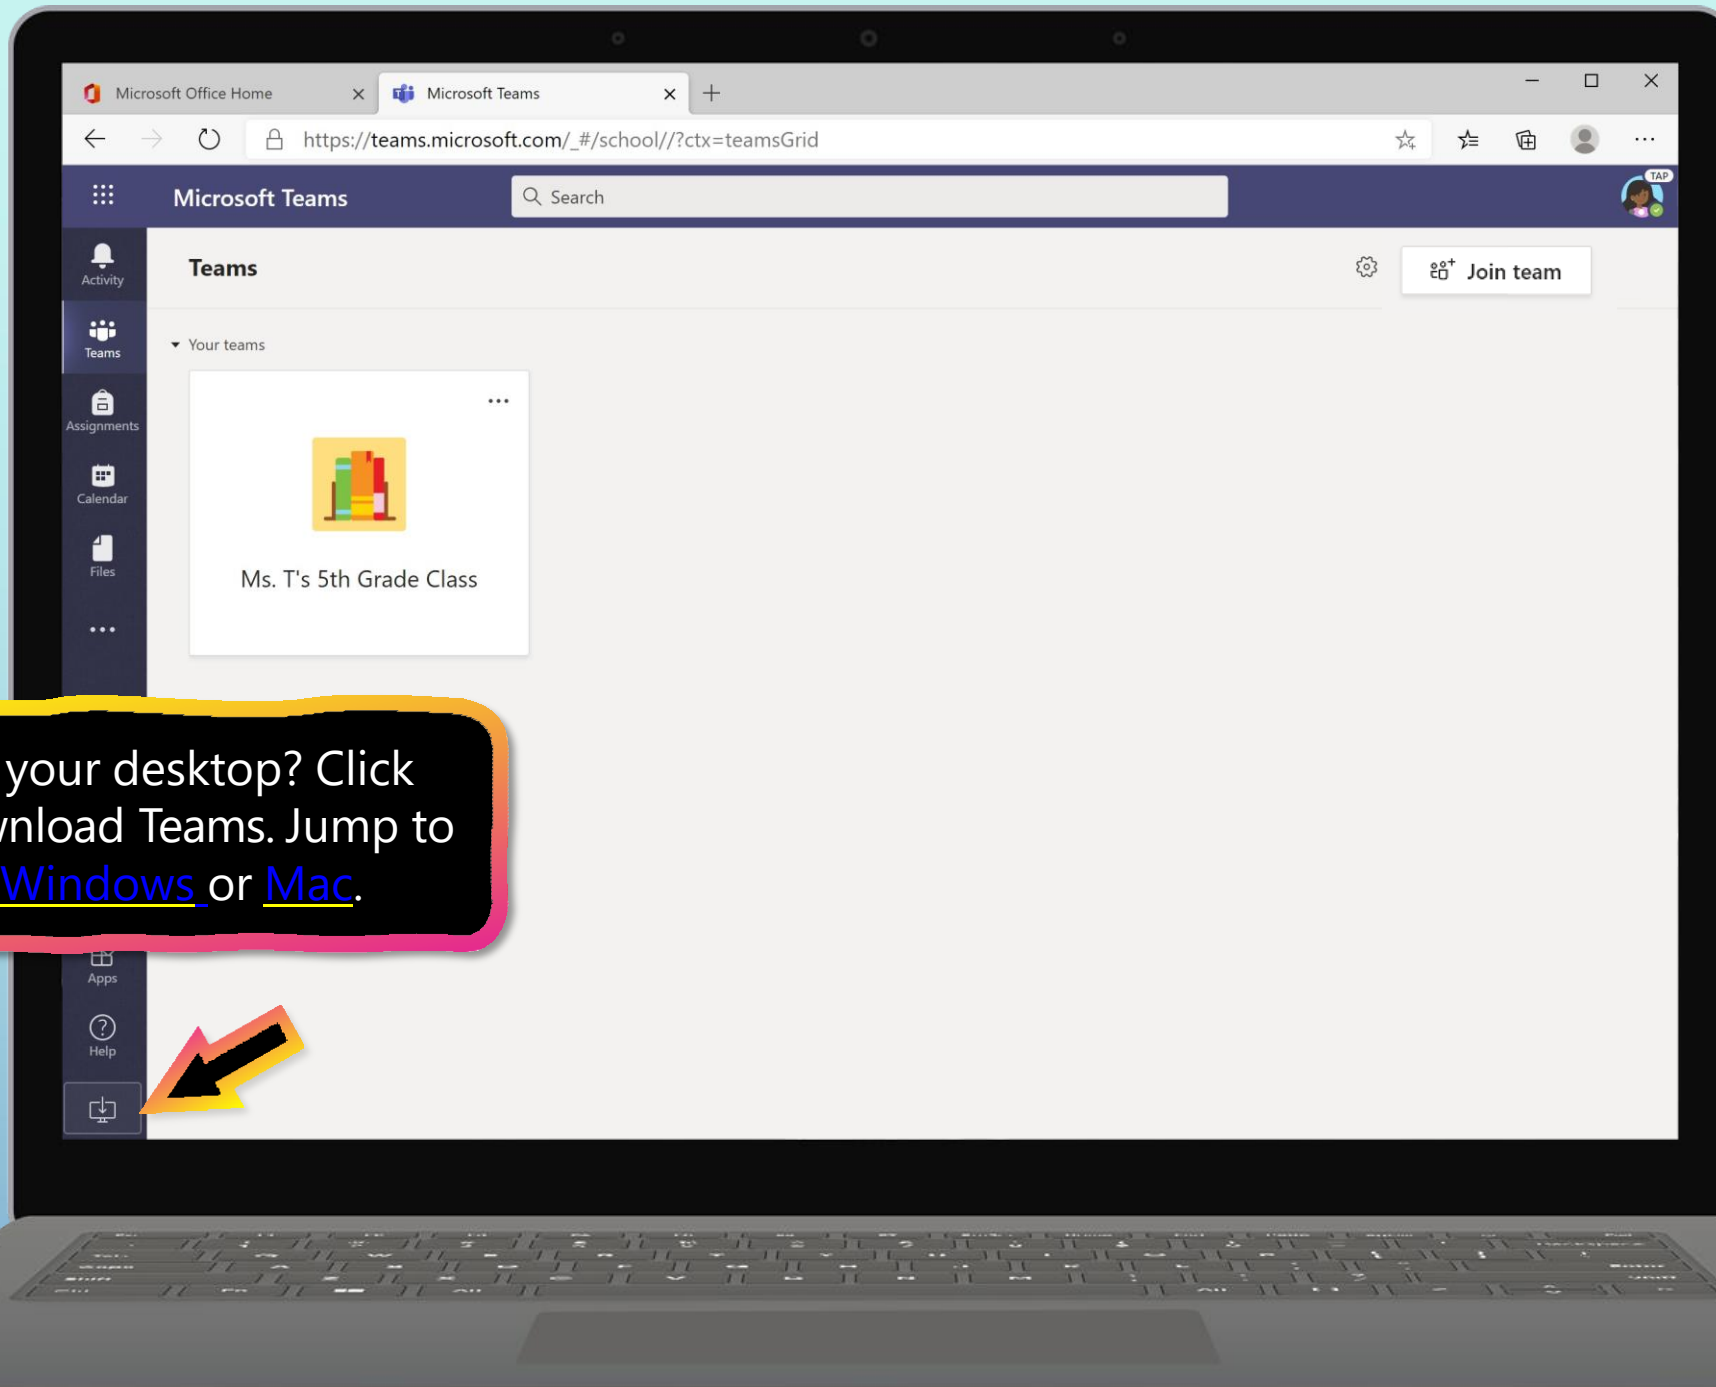 Microsoft Office Home
Microsoft Teams
https://teams.microsoft.com/_#/school//?ctx=teamsGrid
Microsoft Teams
Search
TAP
Activity
Teams
Join team
Teams
Your teams
Assignments
Calendar
Files
Ms. T's 5th Grade Class
your desktop? Click
wnload Teams. Jump to
Windows or Mac.
Apps
Help